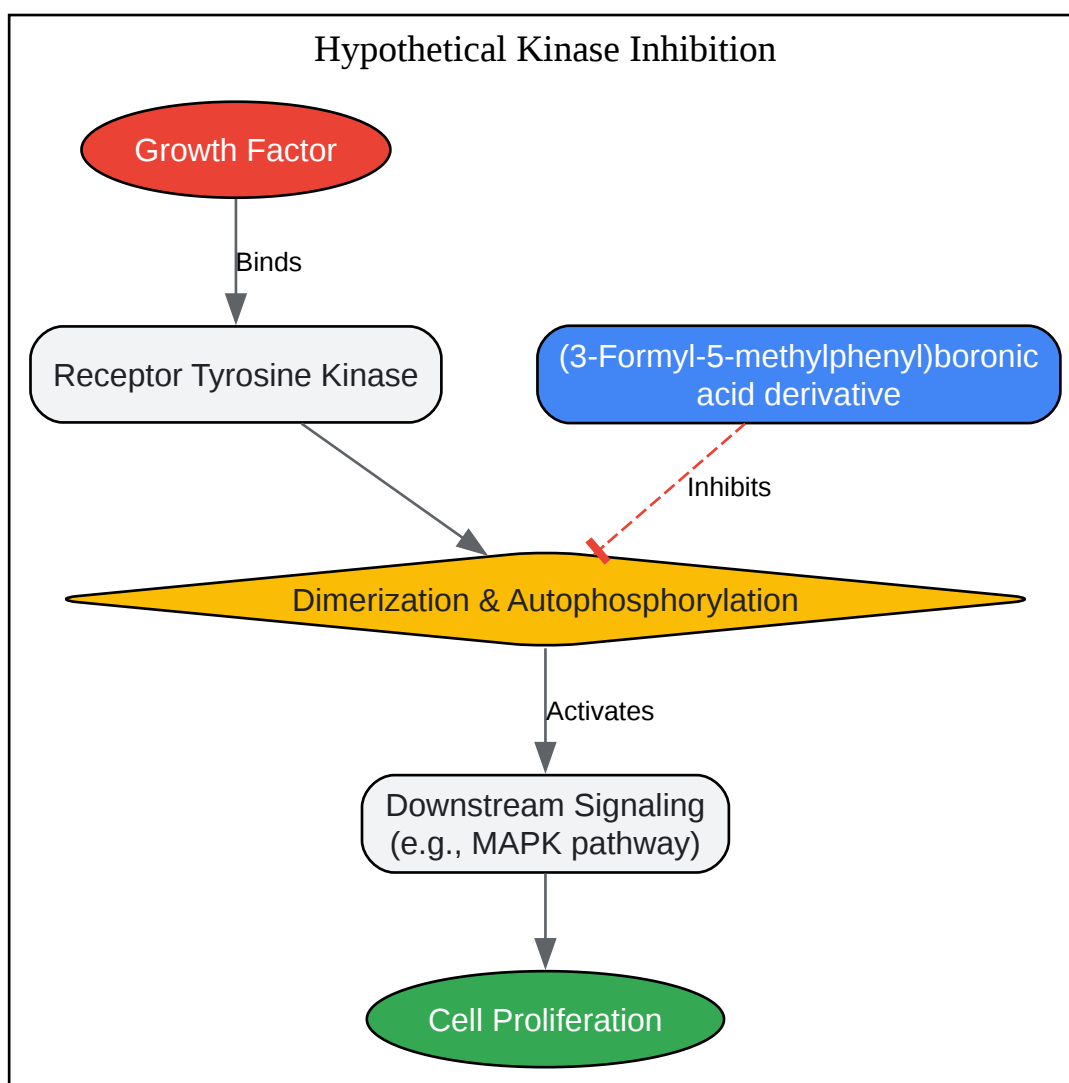 Hypothetical Kinase Inhibition
Growth Factor
Binds
Receptor Tyrosine Kinase
(3-Formyl-5-methylphenyl)boronic
acid derivative
Inhibits
Dimerization & Autophosphorylation
Activates
Downstream Signaling
(e.g., MAPK pathway)
Cell Proliferation